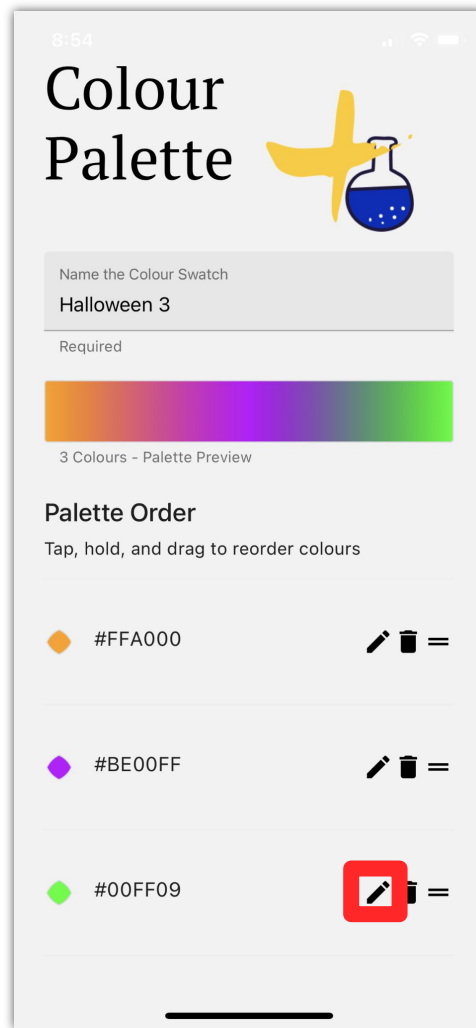 8:54
Colour
Palette
Name the Colour Swatch
Halloween 3
Required
3 Colours - Palette Preview
Palette Order
Tap, hold, and drag to reorder colours
#FFA000
#BE00FF
#00FF09